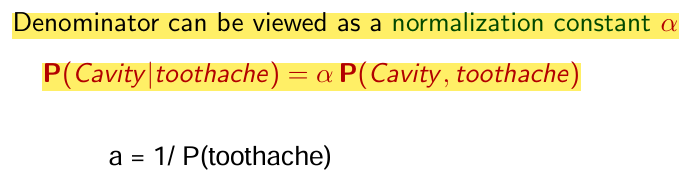 Denominator can be viewed as a normalization constant α
P(Cavity|toothache) = α P(Cavity, toothache)
a = 1/ P(toothache)